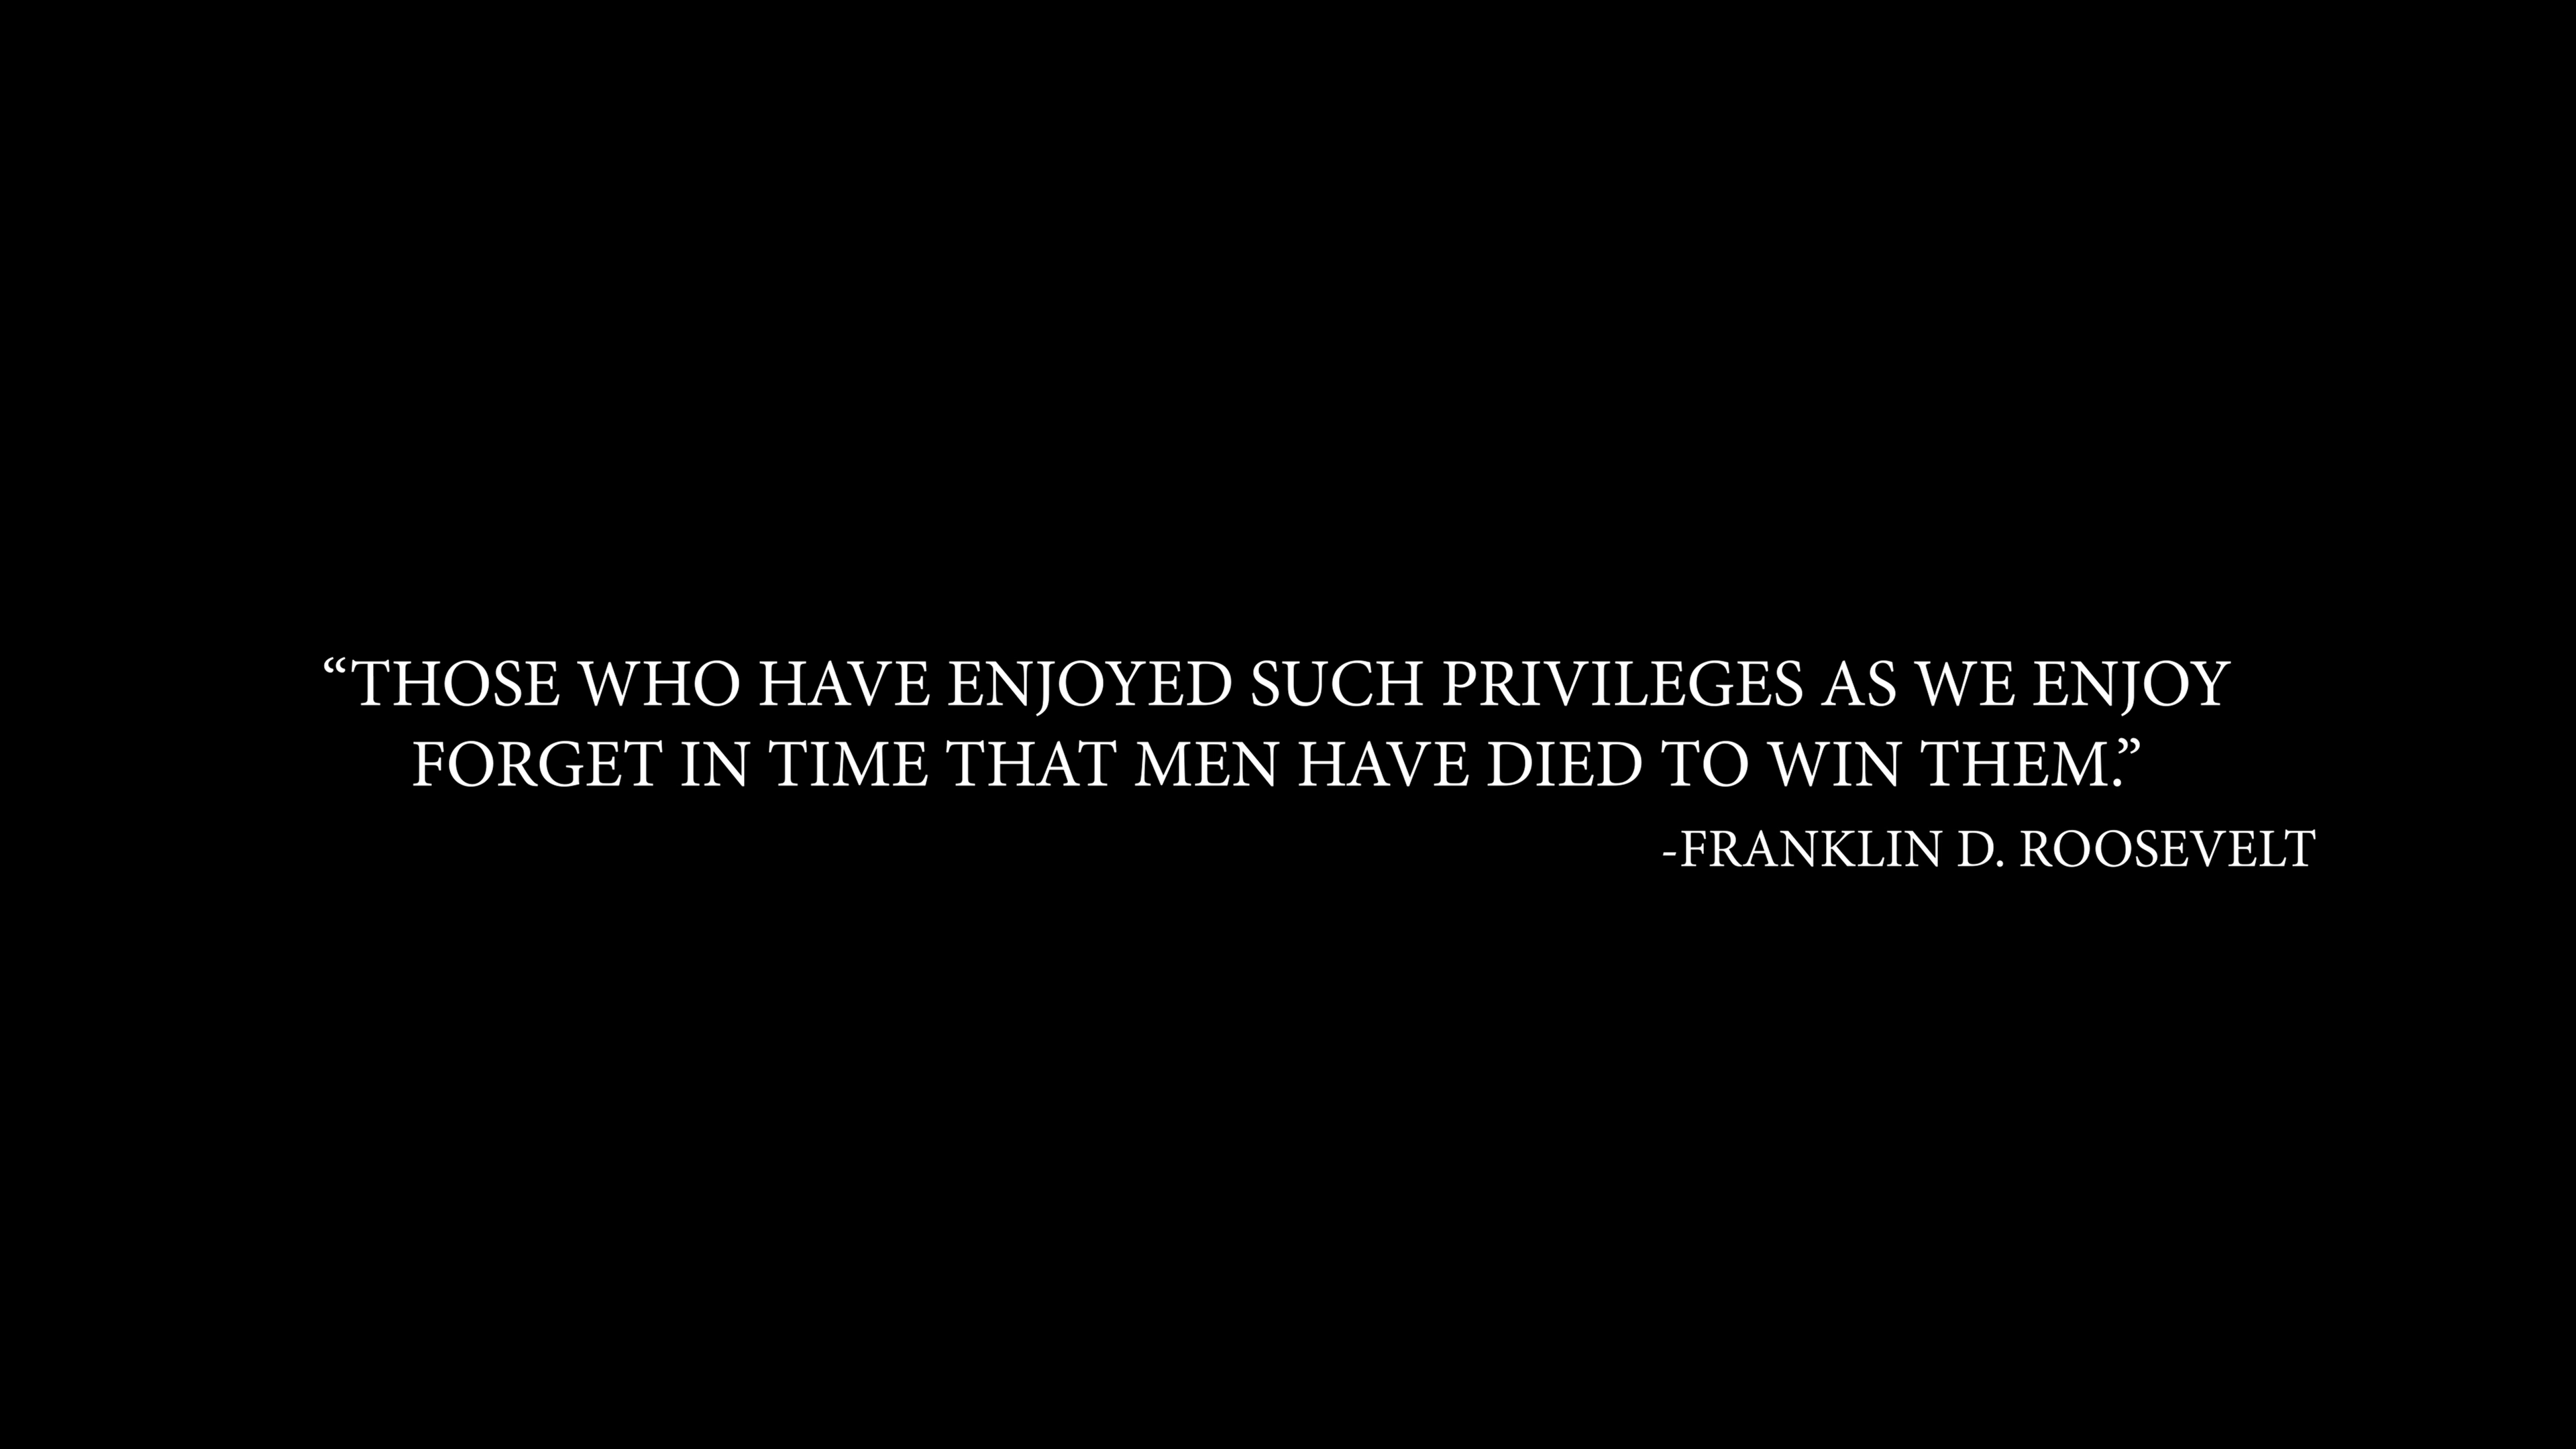 “THOSE WHO HAVE ENJOYED SUCH PRIVILEGES AS WE ENJOY
FORGET IN TIME THAT MEN HAVE DIED TO WIN THEM.”
-FRANKLIN D. ROOSEVELT